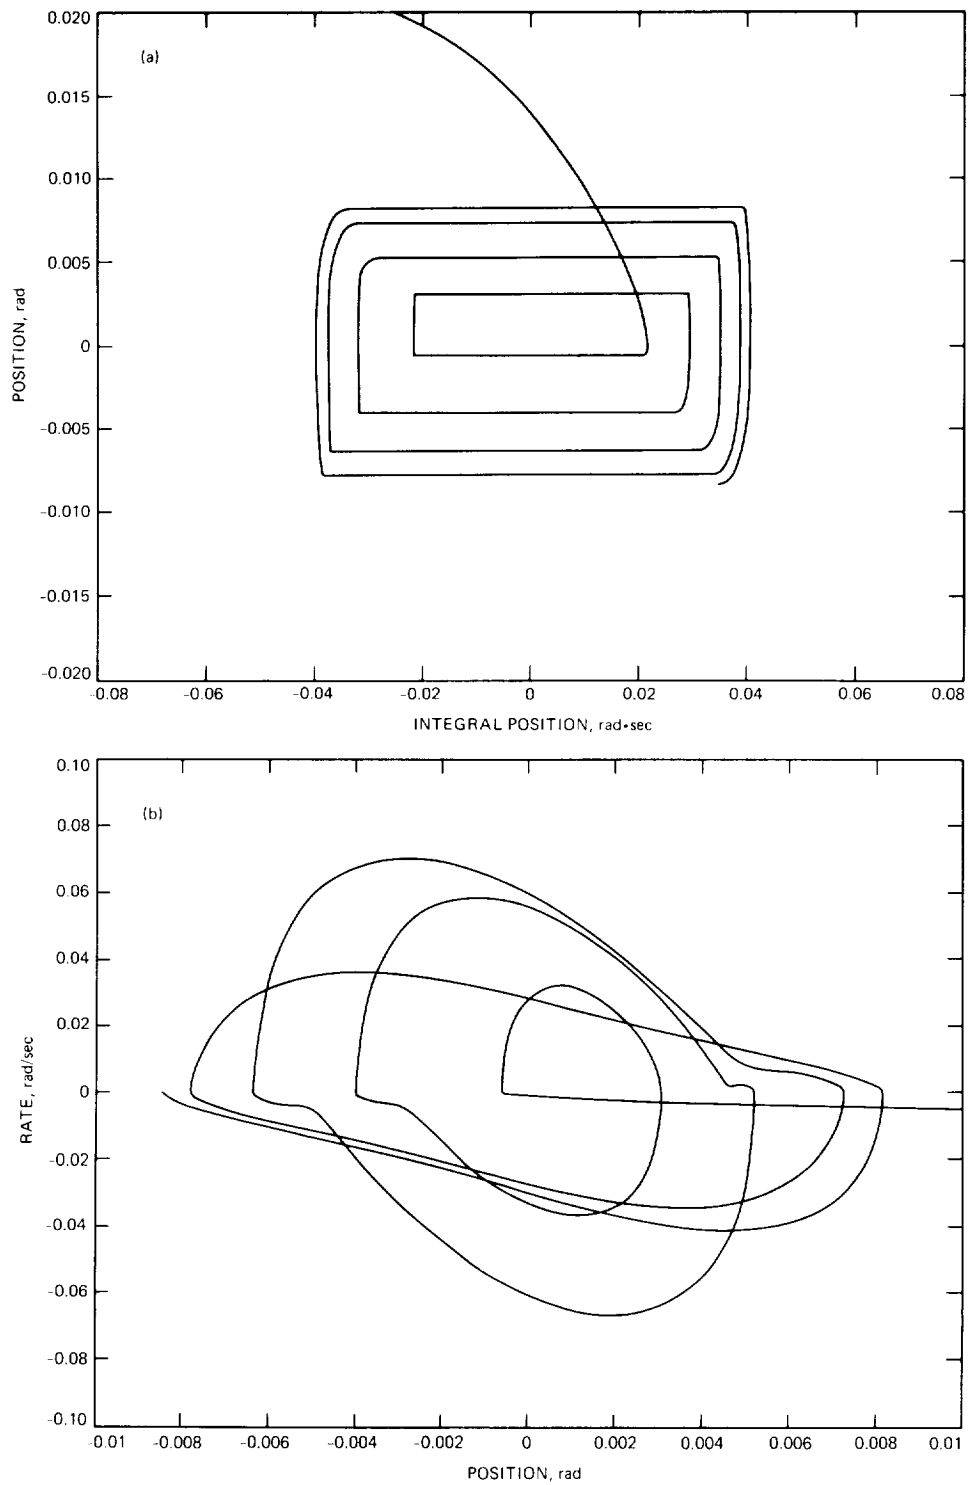 (a)
0.020
0.015
0.010
0.005
0
-0.005
-0.010
-0.015
-0.020
POSITION, rad
-0.08 -0.06 -0.04 -0.02 0 0.02 0.04 0.06 0.08
INTEGRAL POSITION, rad•sec
(b)
0.10
0.08
0.06
0.04
0.02
0
-0.02
-0.04
-0.06
-0.08
-0.10
RATE, rad/sec
-0.01 -0.008 -0.006 -0.004 -0.002 0 0.002 0.004 0.006 0.008 0.01
POSITION, rad